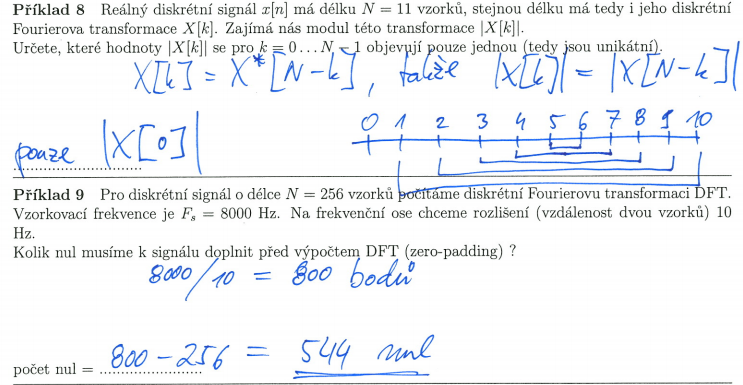 Příklad 8 Reálný diskrétní signál x[n] má délku N = 11 vzorků, stejnou délku má tedy i jeho diskrétní
Fourierova transformace X[k]. Zajímá nás modul této transformace |X[k]|.
Určete, které hodnoty |X[k]| se pro k = 0...N − 1 objevují pouze jednou (tedy jsou unikátní).
X[k] = X*[N-k], takže |X[k]| = |X[N-k]|
0 1 2 3 4 5 6 7 8 9 10
pouze |X[0]|
Příklad 9 Pro diskrétní signál o délce N = 256 vzorků počítáme diskrétní Fourierovu transformaci DFT.
Vzorkovací frekvence je Fs = 8000 Hz. Na frekvenční ose chceme rozlišení (vzdálenost dvou vzorků) 10
Hz.
Kolik nul musíme k signálu doplnit před výpočtem DFT (zero-padding) ?
8000/10 = 800 bodů
počet nul = 800 - 256 = 544 nul